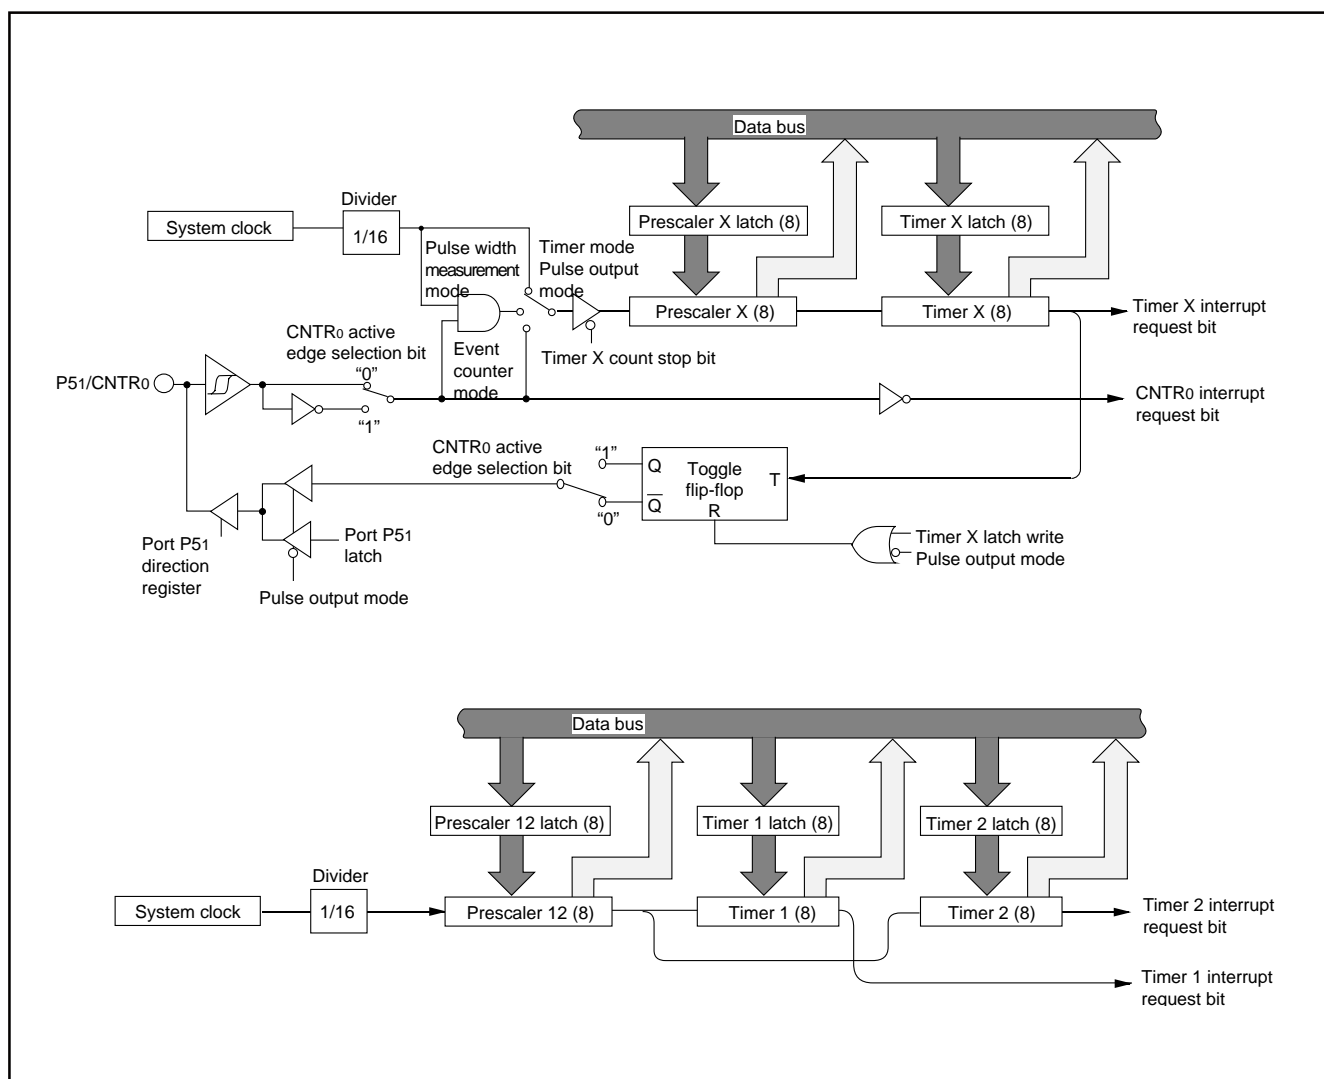 Data bus
Divider
System clock
1/16
Prescaler X latch (8)
Timer X latch (8)
Pulse width
measurement
mode
Timer mode
Pulse output
mode
Prescaler X (8)
Timer X (8)
Timer X interrupt
request bit
CNTR0 active
edge selection bit
“0”
Event
counter
mode
Timer X count stop bit
P51/CNTR0
“1”
CNTR0 interrupt
request bit
CNTR0 active
edge selection bit
“1”
Q
Toggle
flip-flop
T
Q̅
R
“0”
Port P51
direction
register
Port P51
latch
Pulse output mode
Timer X latch write
Pulse output mode
Data bus
Prescaler 12 latch (8)
Timer 1 latch (8)
Timer 2 latch (8)
Divider
System clock
1/16
Prescaler 12 (8)
Timer 1 (8)
Timer 2 (8)
Timer 2 interrupt
request bit
Timer 1 interrupt
request bit